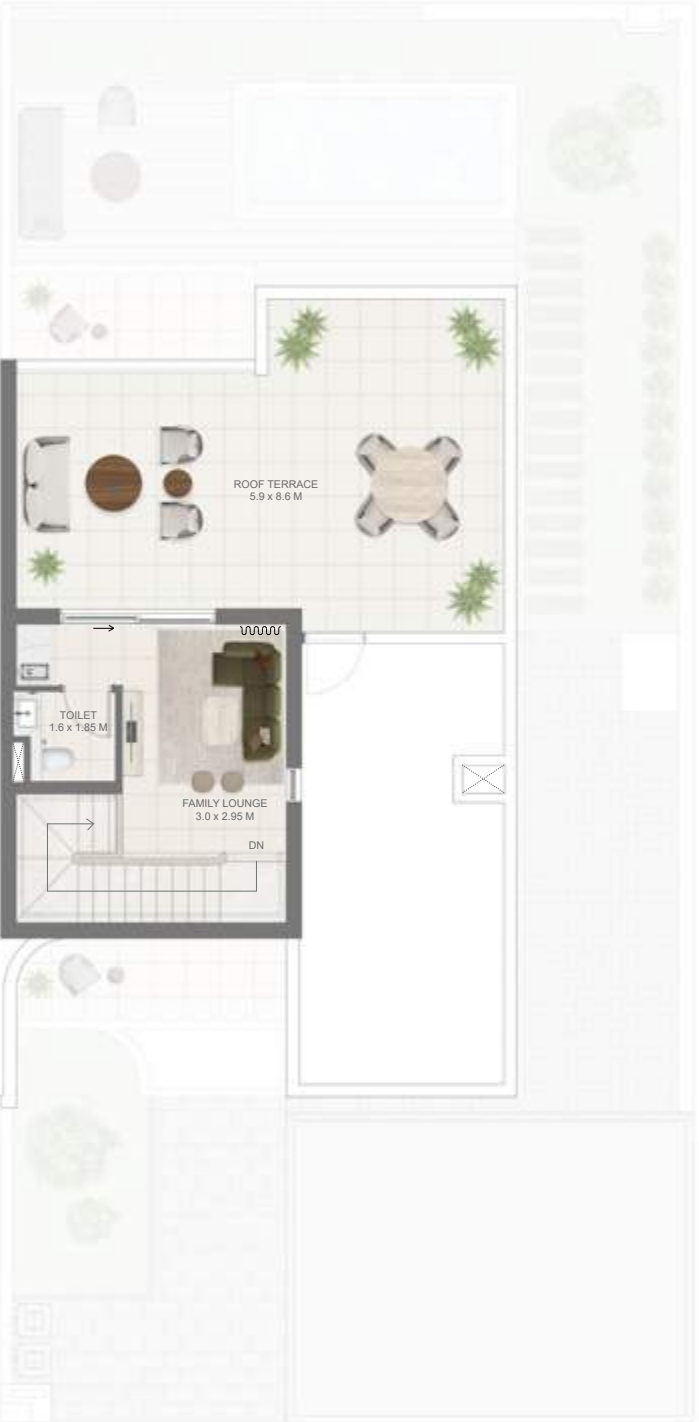 ROOF TERRACE
5.9 x 8.6 M
TOILET
1.6 x 1.85 M
FAMILY LOUNGE
3.0 x 2.95 M
DN